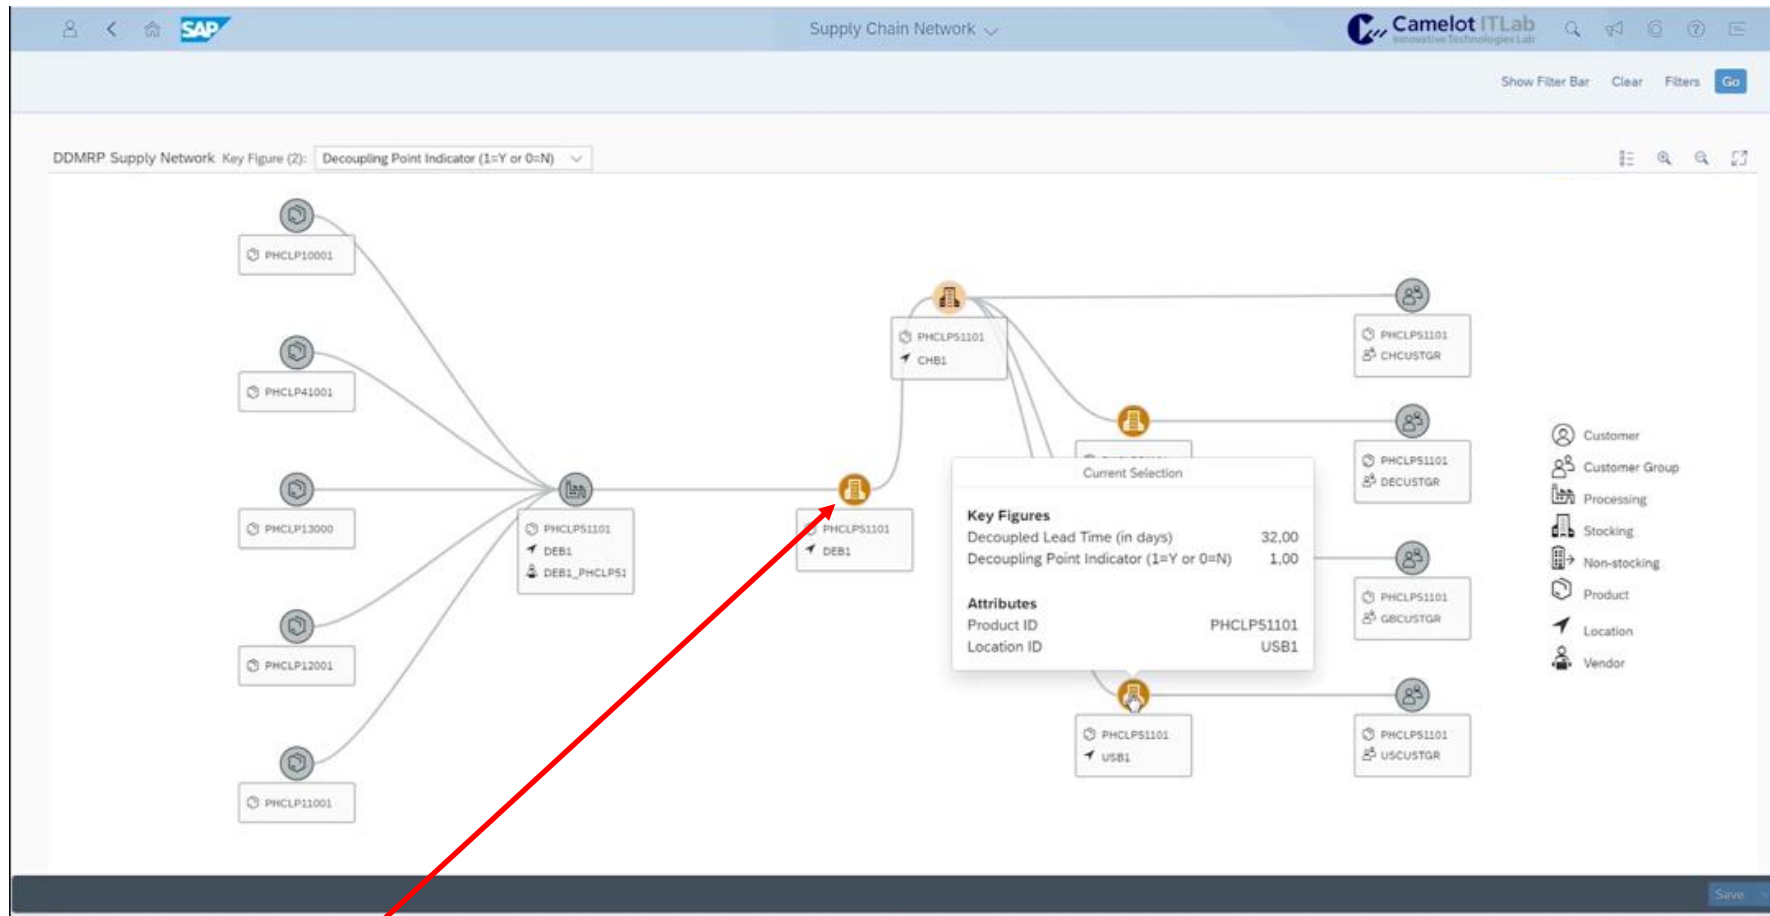 SAP
Supply Chain Network
Camelot ITLab
Innovative Technologies Lab
Show Filter Bar
Clear
Filters
Go
DDMRP Supply Network
Key Figure (2):
Decoupling Point Indicator (1=Y or 0=N)
PHCLP10001
PHCLP41001
PHCLP13000
PHCLP12001
PHCLP11001
PHCLP51101
DEB1
DEB1_PHCLP51
PHCLP51101
DEB1
PHCLP51101
CHB1
Current Selection
Key Figures
Decoupled Lead Time (in days) 32,00
Decoupling Point Indicator (1=Y or 0=N) 1,00
Attributes
Product ID PHCLP51101
Location ID USB1
PHCLP51101
USB1
PHCLP51101
CHCUSTGR
PHCLP51101
DECUSTGR
PHCLP51101
GBCUSTGR
PHCLP51101
USCUSTGR
Customer
Customer Group
Processing
Stocking
Non-stocking
Product
Location
Vendor
Save